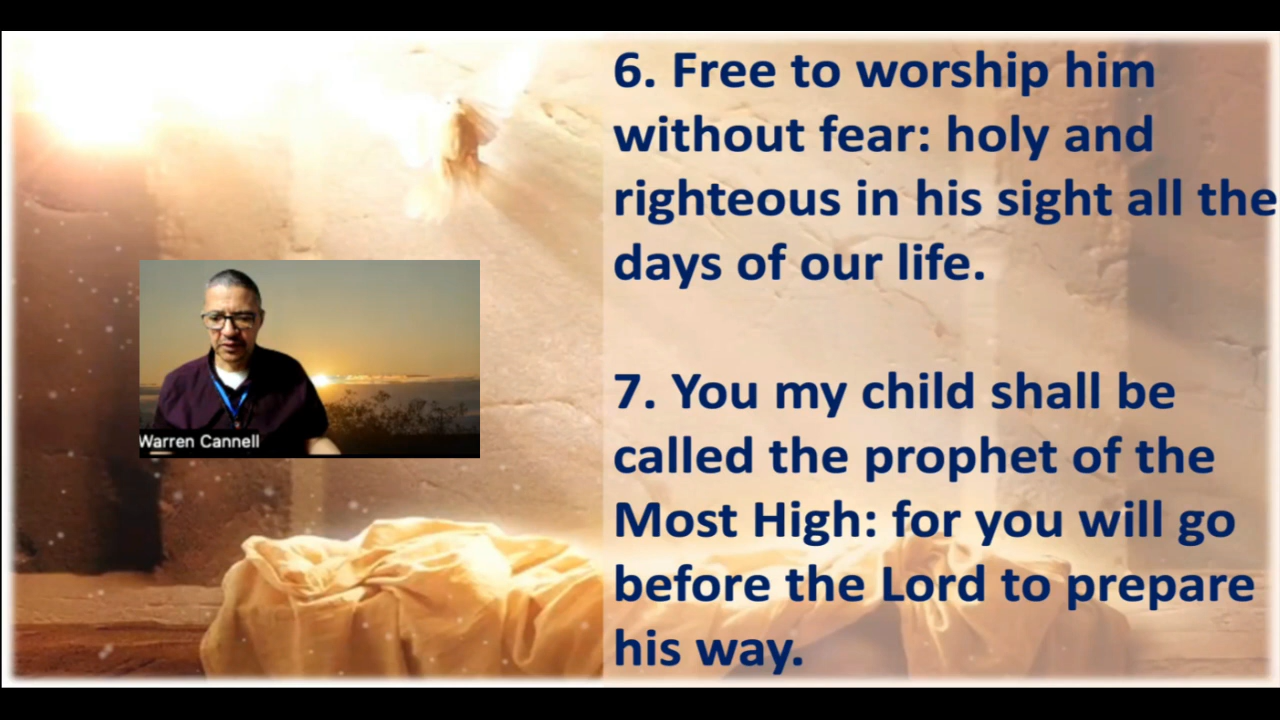 6. Free to worship him
without fear: holy and
righteous in his sight all the
days of our life.
7. You my child shall be
called the prophet of the
Most High: for you will go
before the Lord to prepare
his way.
Warren Cannell